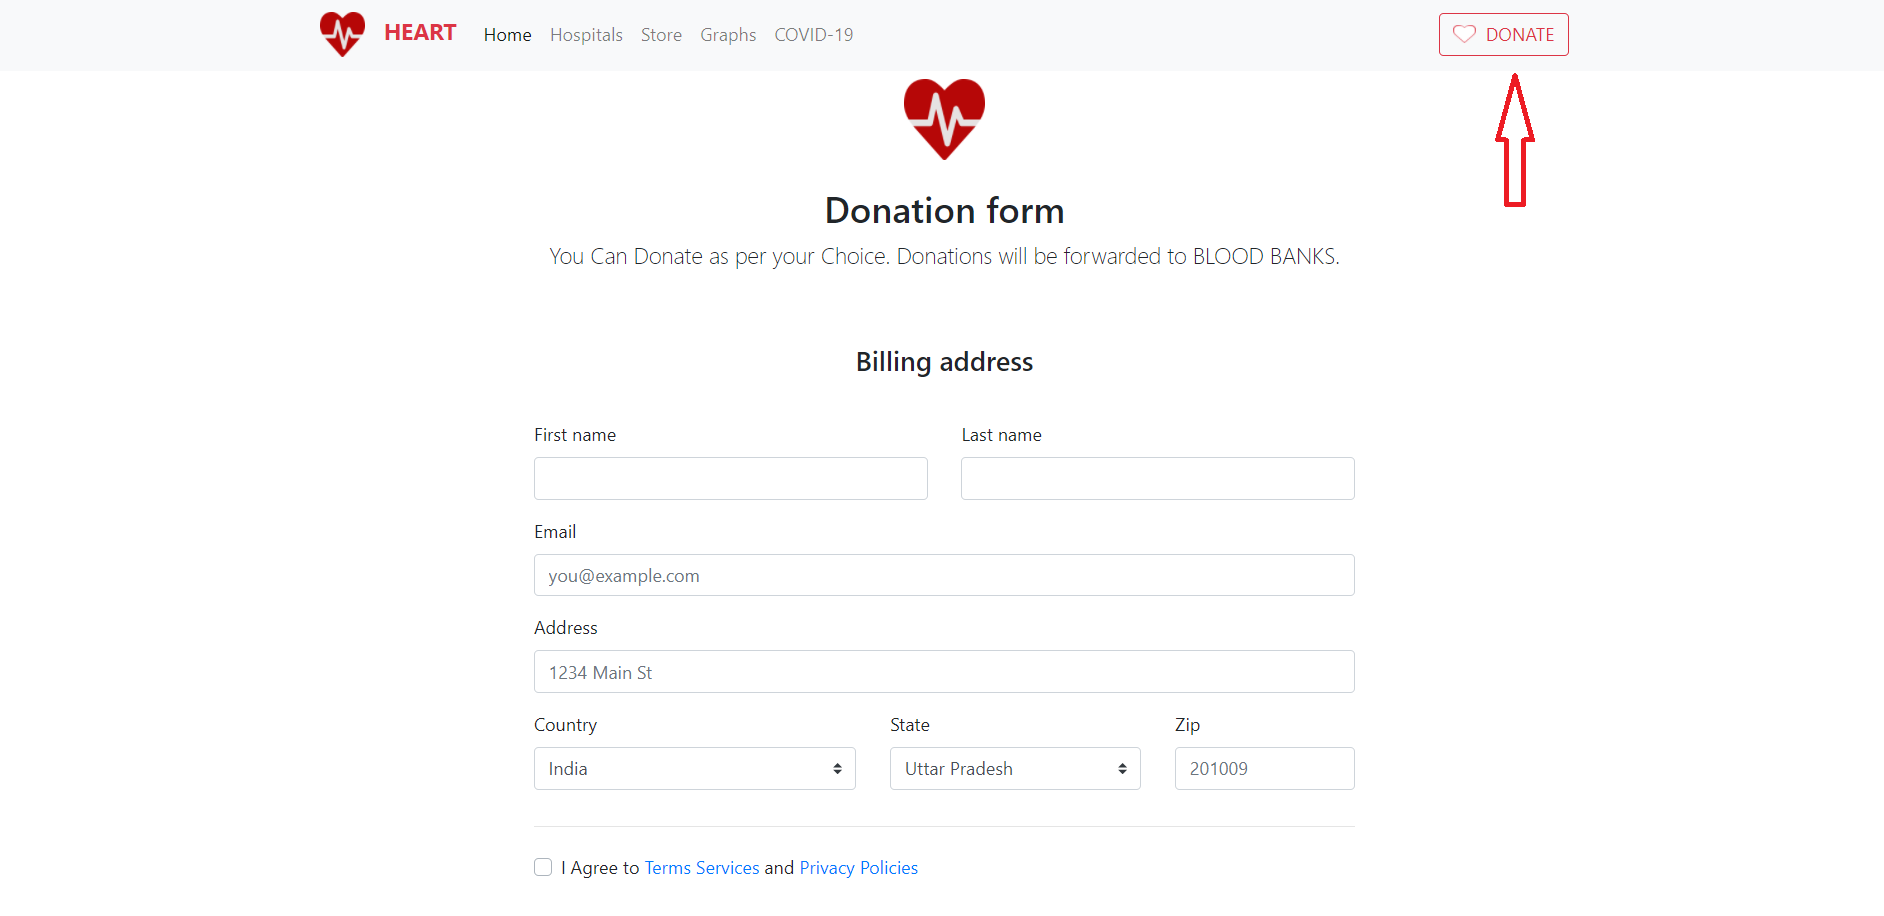 HEART Home Hospitals Store Graphs COVID-19 DONATE
Donation form
You Can Donate as per your Choice. Donations will be forwarded to BLOOD BANKS.
Billing address
First name Last name
Email
you@example.com
Address
1234 Main St
Country State Zip
India Uttar Pradesh 201009
I Agree to Terms Services and Privacy Policies